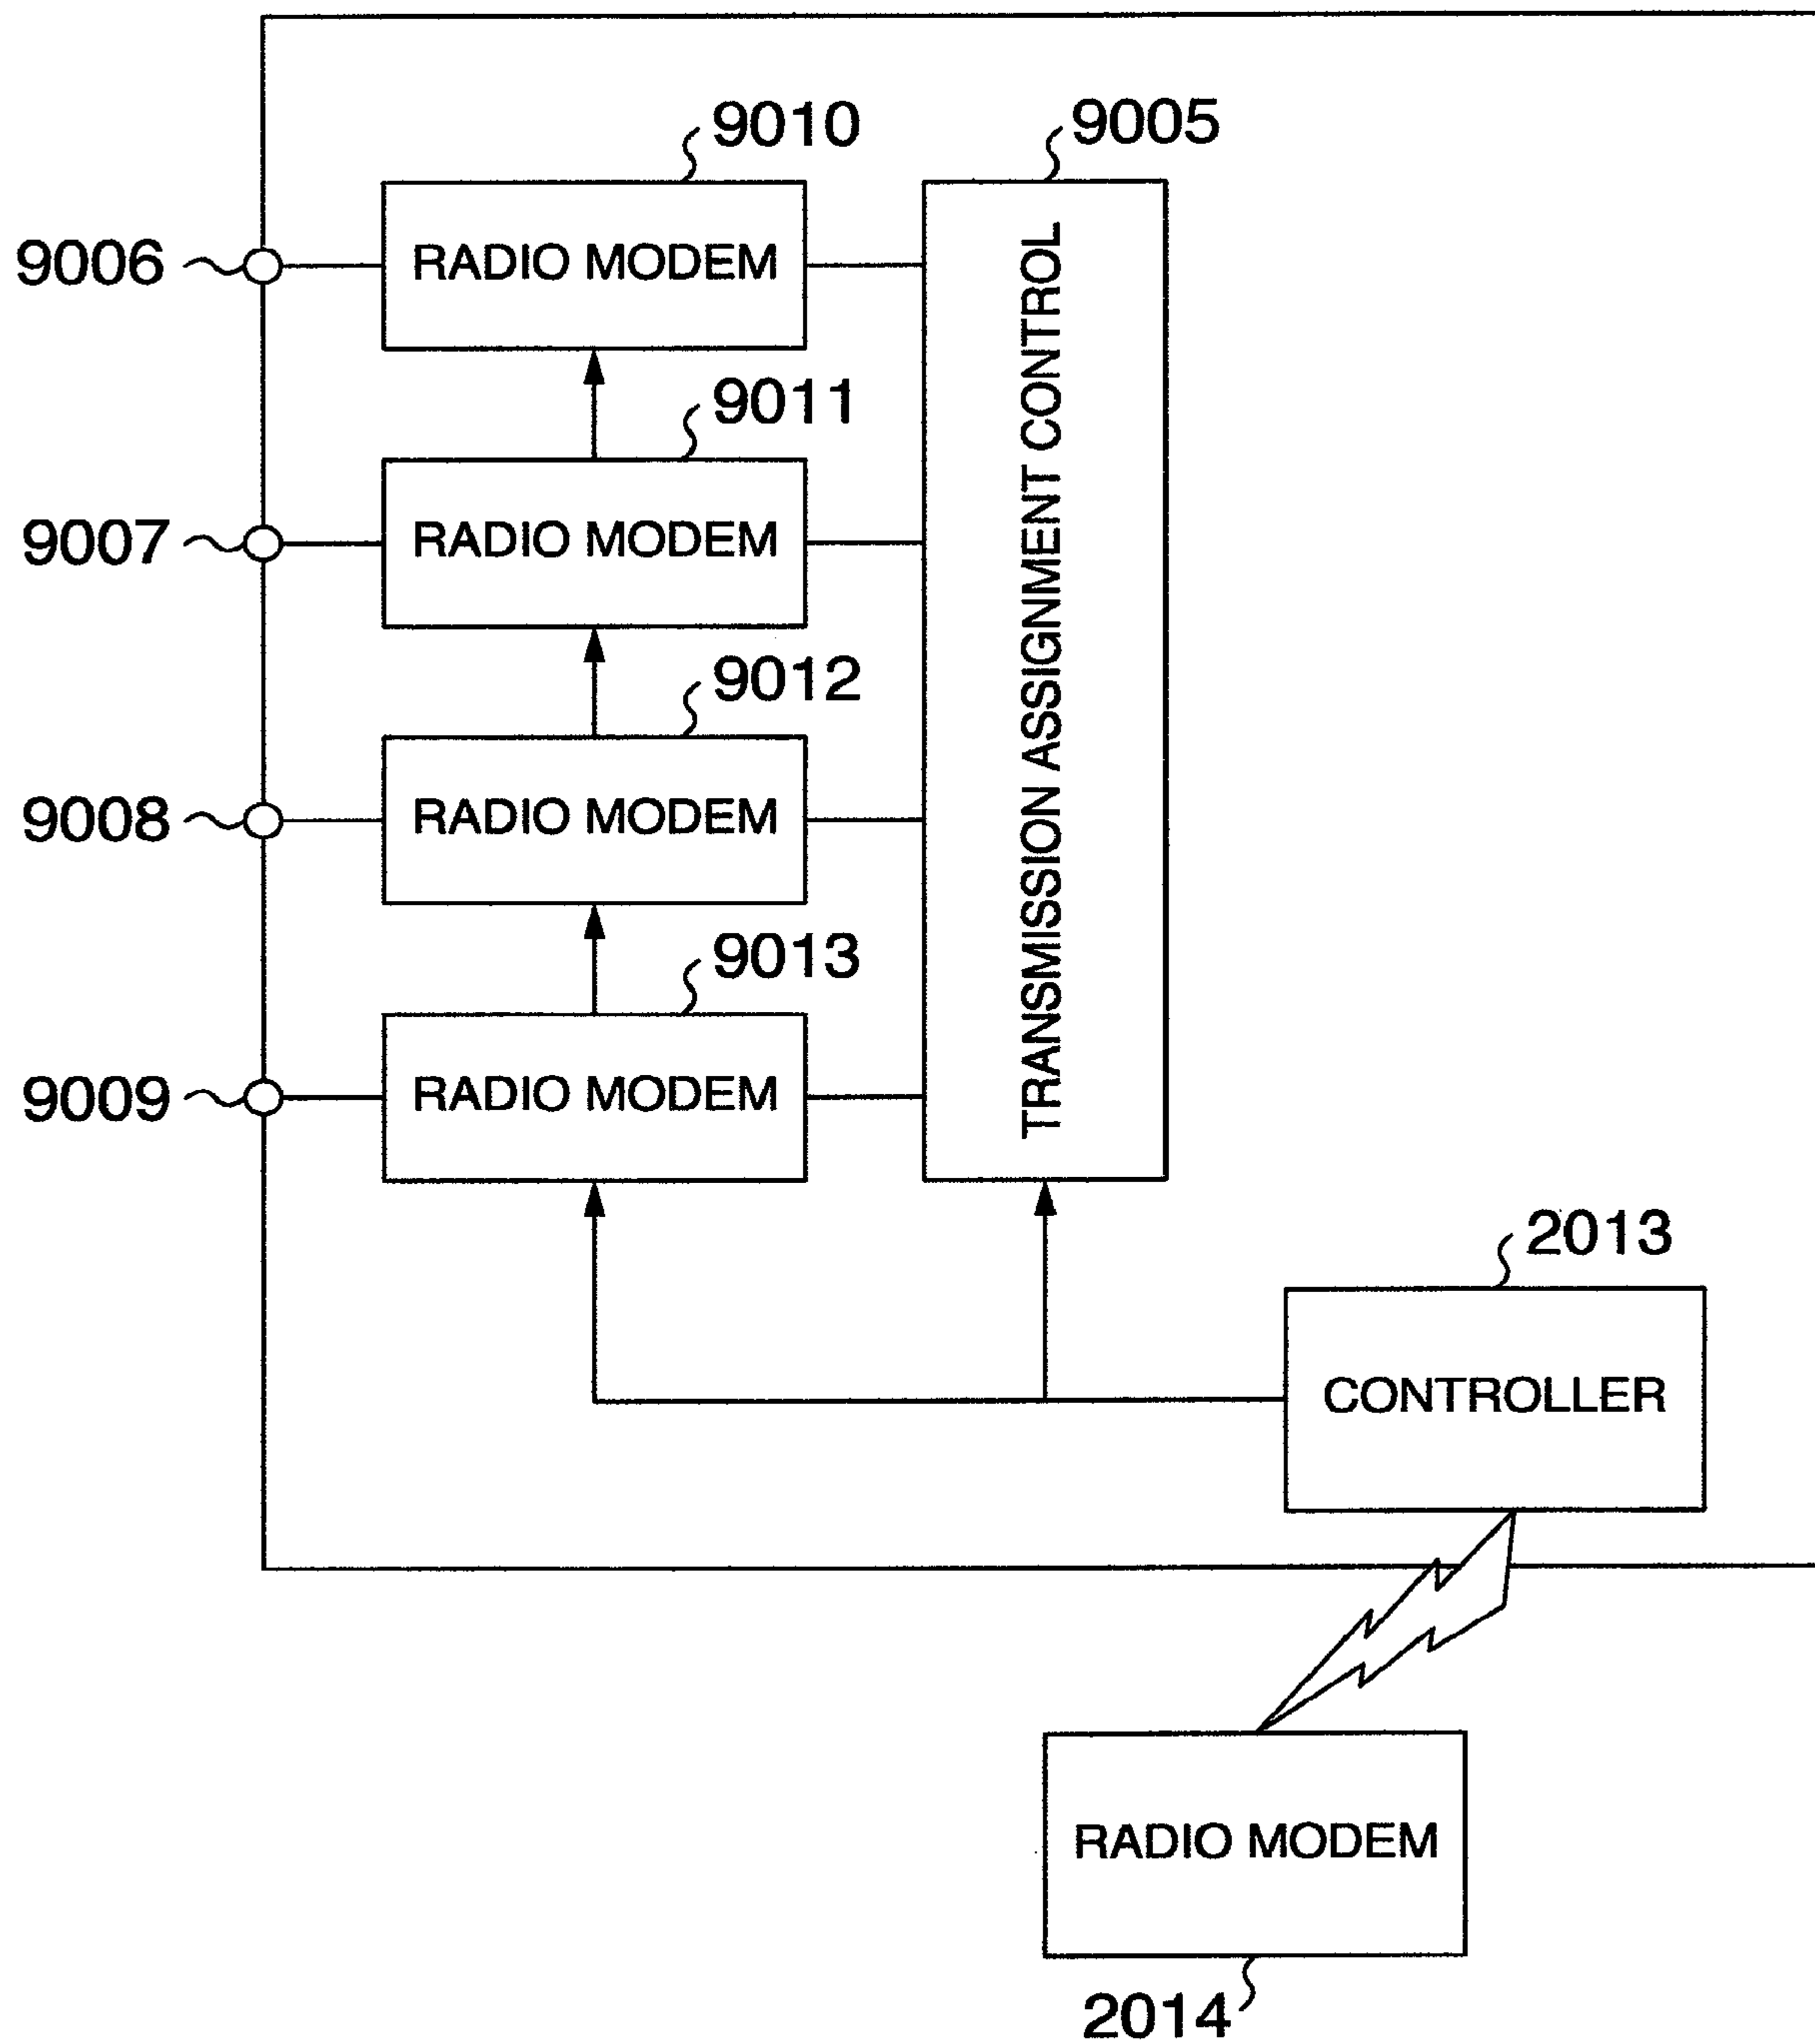 9010
9005
9006
RADIO MODEM
TRANSMISSION ASSIGNMENT CONTROL
9011
9007
RADIO MODEM
9012
9008
RADIO MODEM
9013
9009
RADIO MODEM
2013
CONTROLLER
RADIO MODEM
2014